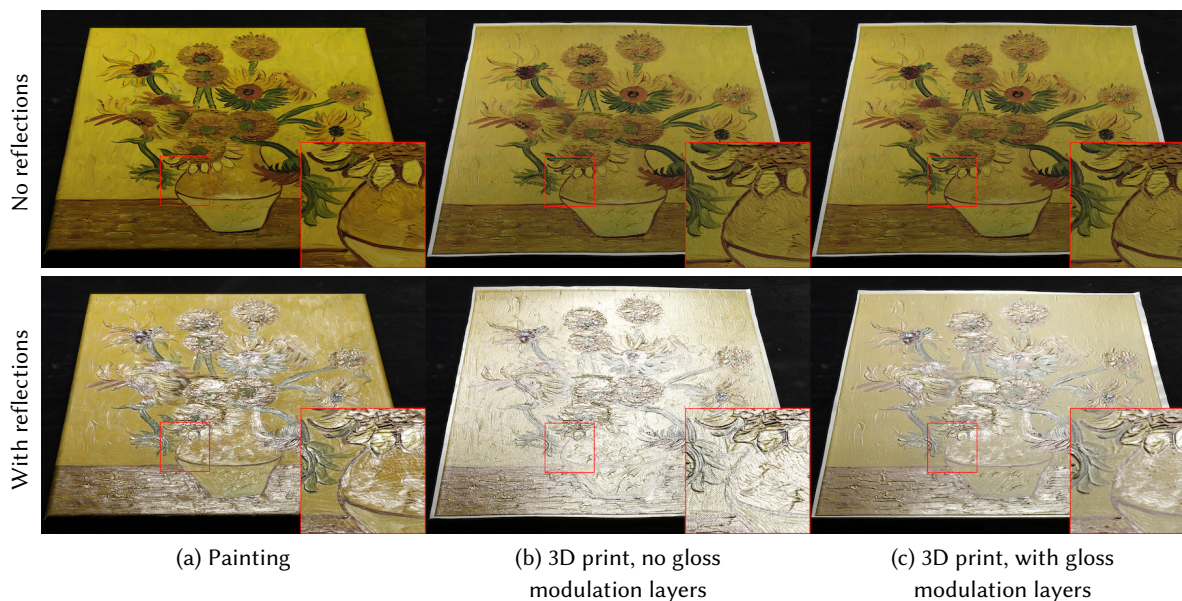 No reflections
With reflections
(a) Painting
(b) 3D print, no gloss
modulation layers
(c) 3D print, with gloss
modulation layers